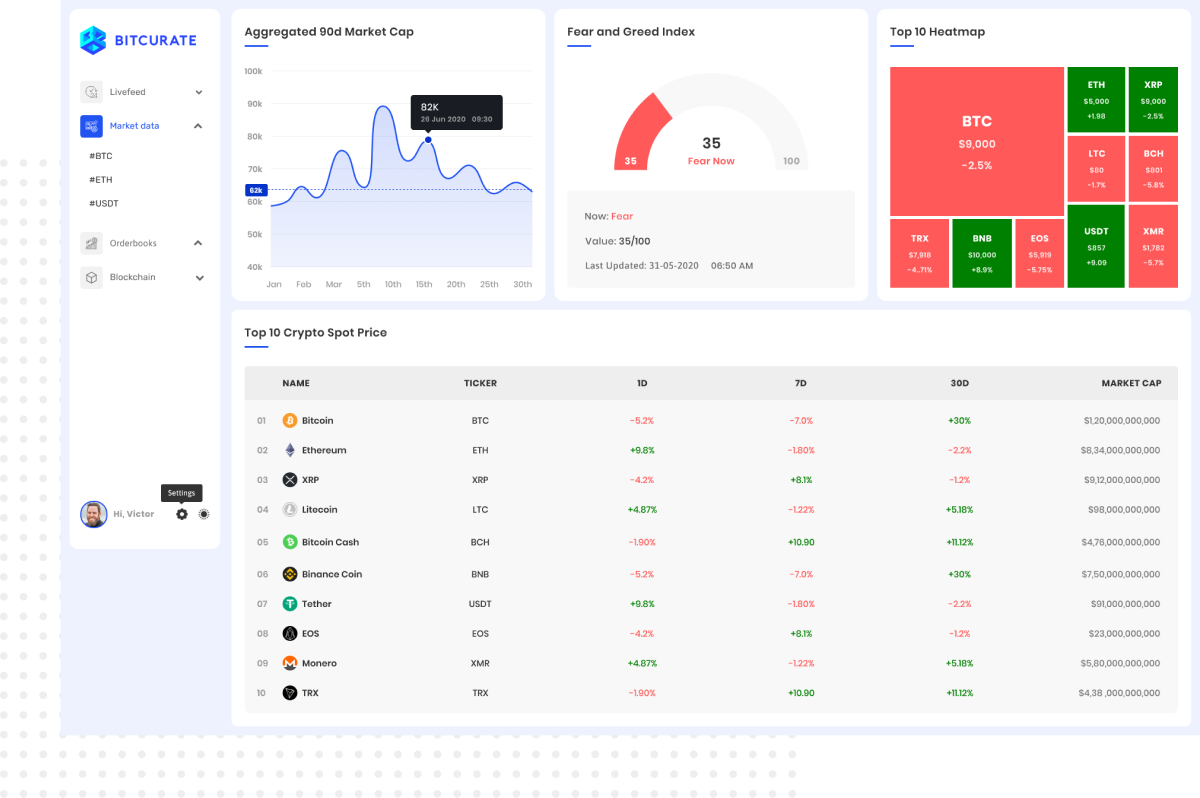 BITCURATE
Livefeed
Market data
#BTC
#ETH
#USDT
Orderbooks
Blockchain
Settings
Hi, Victor
Aggregated 90d Market Cap
100k
90k
80k
70k
62k
60k
50k
40k
82K
26 Jun 2020 09:30
Jan Feb Mar 5th 10th 15th 20th 25th 30th
Fear and Greed Index
35
Fear Now
35
100
Now: Fear
Value: 35/100
Last Updated: 31-05-2020 06:50 AM
Top 10 Heatmap
BTC
$9,000
-2.5%
ETH
$5,000
+1.98
XRP
$9,000
-2.5%
LTC
$80
-1.7%
BCH
$801
-5.8%
TRX
$7,918
-4..71%
BNB
$10,000
+8.9%
EOS
$5,919
-5.75%
USDT
$857
+9.09
XMR
$1,782
-5.7%
Top 10 Crypto Spot Price
NAME TICKER 1D 7D 30D MARKET CAP
01 Bitcoin BTC -5.2% -7.0% +30% $1,20,000,000,000
02 Ethereum ETH +9.8% -1.80% -2.2% $8,34,000,000,000
03 XRP XRP -4.2% +8.1% -1.2% $9,12,000,000,000
04 Litecoin LTC +4.87% -1.22% +5.18% $98,000,000,000
05 Bitcoin Cash BCH -1.90% +10.90 +11.12% $4,76,000,000,000
06 Binance Coin BNB -5.2% -7.0% +30% $7,50,000,000,000
07 Tether USDT +9.8% -1.80% -2.2% $91,000,000,000
08 EOS EOS -4.2% +8.1% -1.2% $23,000,000,000
09 Monero XMR +4.87% -1.22% +5.18% $5,80,000,000,000
10 TRX TRX -1.90% +10.90 +11.12% $4,38 ,000,000,000